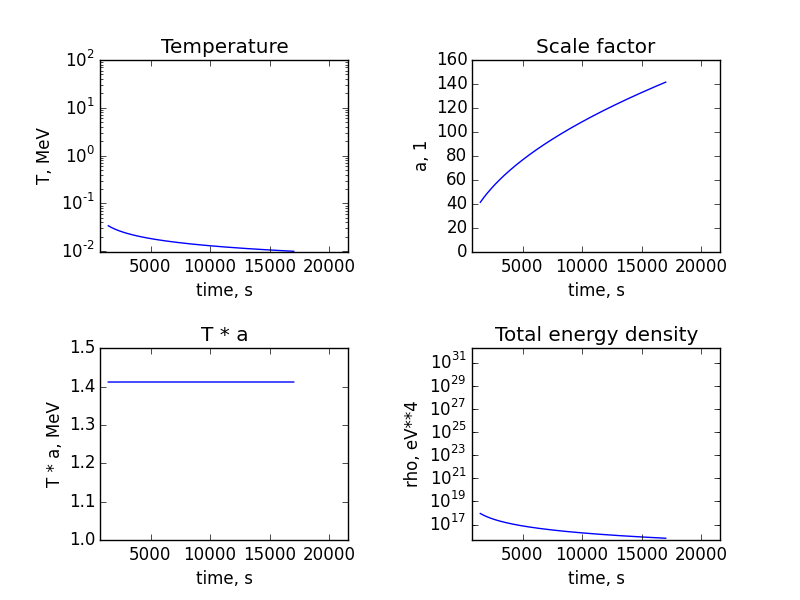 Temperature
T, MeV
10^2
10^1
10^0
10^-1
10^-2
5000 10000 15000 20000
time, s
Scale factor
a, 1
160
140
120
100
80
60
40
20
0
5000 10000 15000 20000
time, s
T * a
T * a, MeV
1.5
1.4
1.3
1.2
1.1
1.0
5000 10000 15000 20000
time, s
Total energy density
rho, eV**4
10^31
10^29
10^27
10^25
10^23
10^21
10^19
10^17
5000 10000 15000 20000
time, s